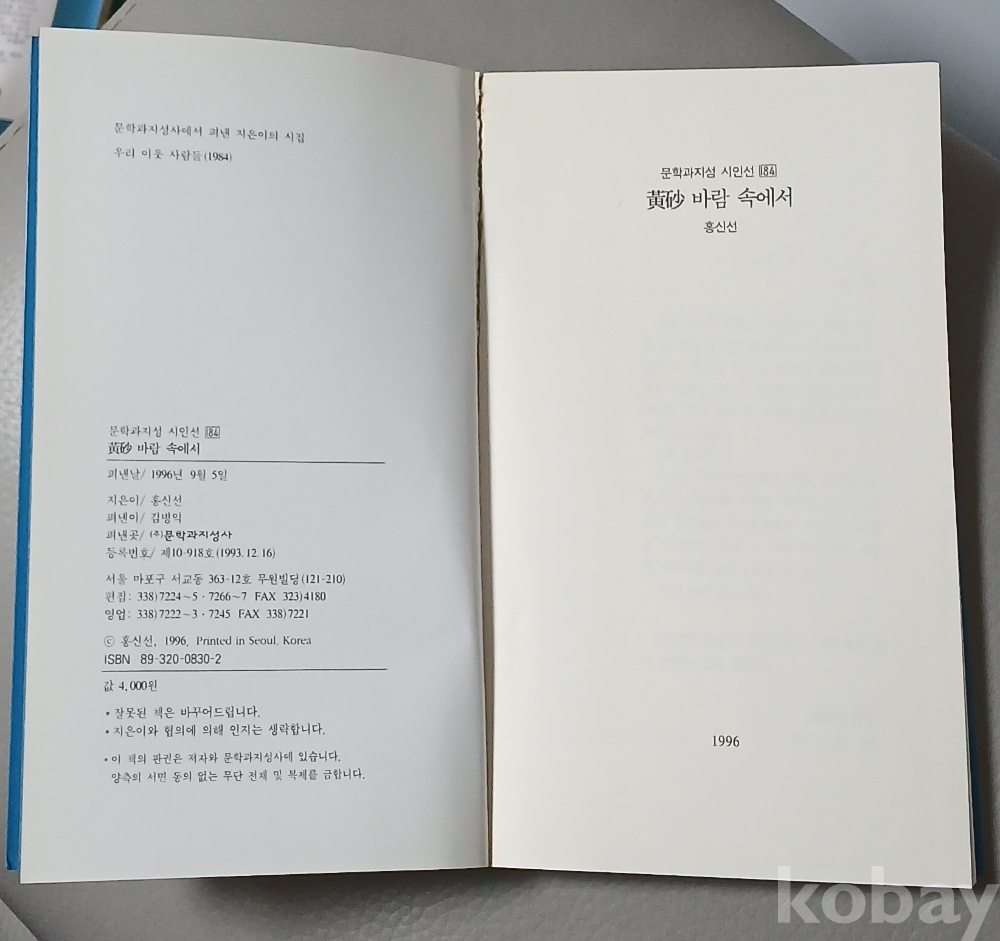 문학과지성사에서 펴낸 지은이의 시집
우리 이웃 사람들(1984)
문학과지성 시인선 184
黃砂 바람 속에서
펴낸날/ 1996년 9월 5일
지은이/ 홍신선
펴낸이/ 김병익
펴낸곳/ (주)문학과지성사
등록번호/ 제10-918호(1993. 12. 16)
서울 마포구 서교동 363-12호 무원빌딩(121-210)
편집: 338)7224~5 · 7266~7 FAX 323)4180
영업: 338)7222~3 · 7245 FAX 338)7221
ⓒ 홍신선, 1996, Printed in Seoul, Korea
ISBN 89-320-0830-2
값 4,000원
* 잘못된 책은 바꾸어드립니다.
* 지은이와 협의에 의해 인지는 생략합니다.
* 이 책의 판권은 저자와 문학과지성사에 있습니다.
양측의 서면 동의 없는 무단 전재 및 복제를 금합니다.
문학과지성 시인선 184
黃砂 바람 속에서
홍신선
1996
kobay